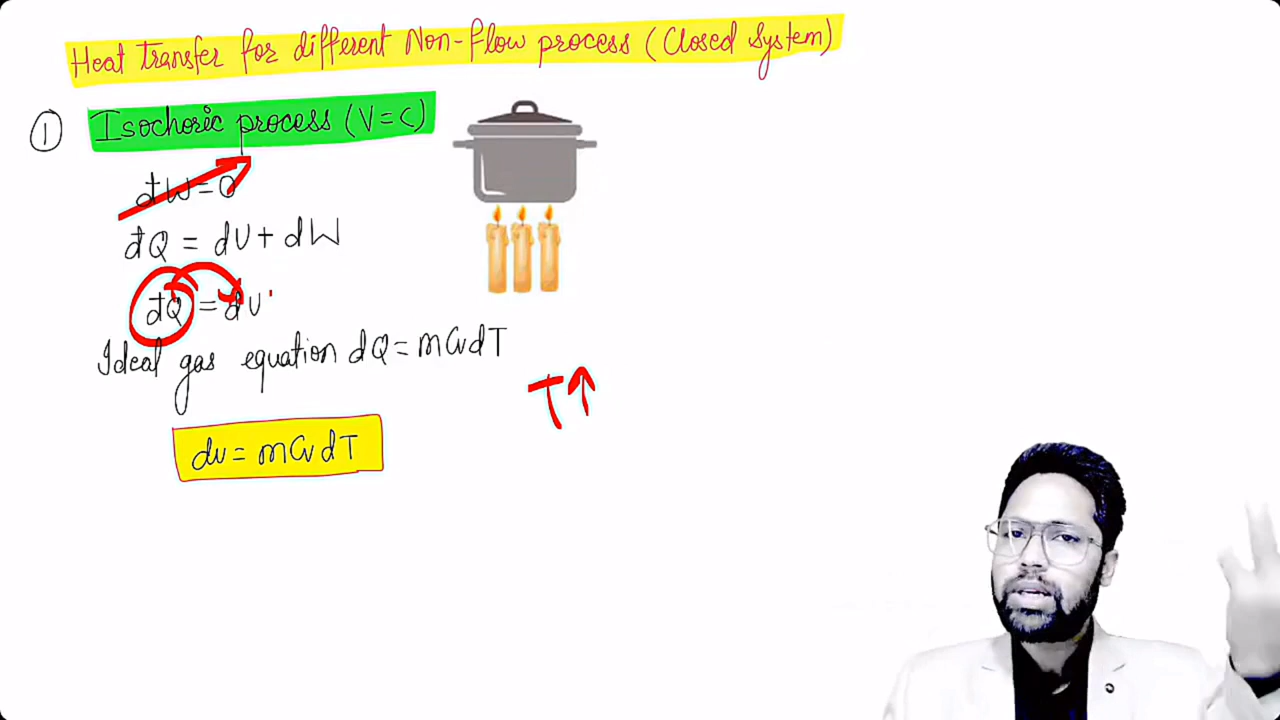 Heat transfer for different Non-flow process (Closed System)
① Isochoric process (V=C)
dW=0
dQ = dU+dW
dQ = dU
Ideal gas equation dQ=mCvdT
T↑
du=mCvdT